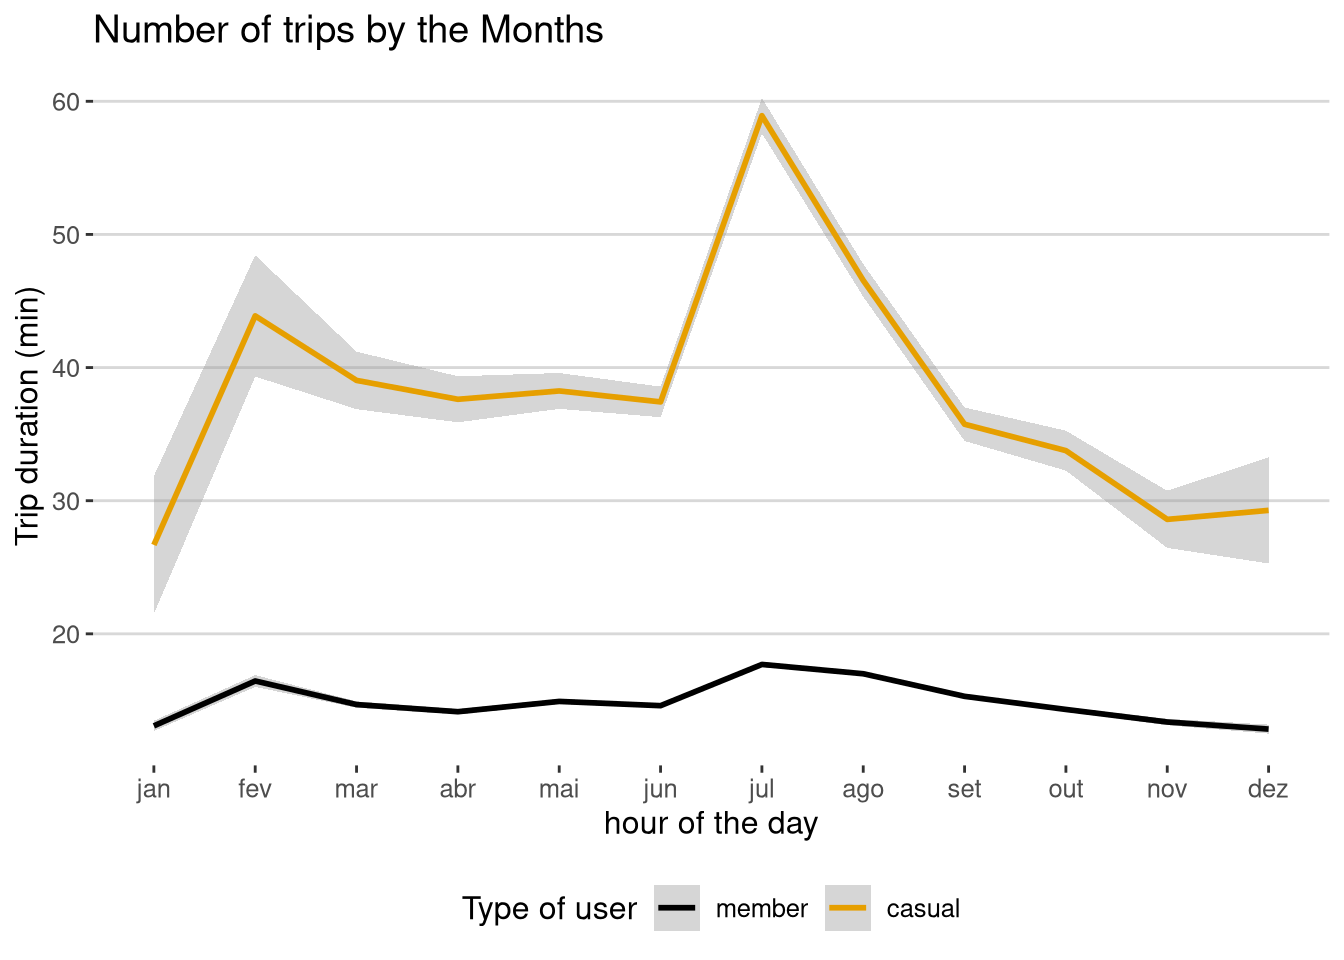 Number of trips by the Months
Trip duration (min)
60
50
40
30
20
jan fev mar abr mai jun jul ago set out nov dez
hour of the day
Type of user member casual